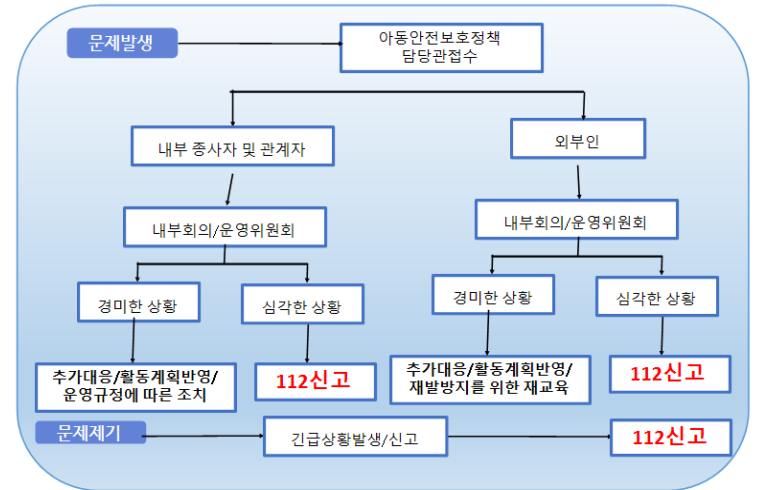 문제발생
아동안전보호정책
담당관접수
내부 종사자 및 관계자
외부인
내부회의/운영위원회
내부회의/운영위원회
경미한 상황
심각한 상황
경미한 상황
심각한 상황
추가대응/활동계획반영/
운영규정에 따른 조치
112신고
추가대응/활동계획반영/
재발방지를 위한 재교육
112신고
문제제기
긴급상황발생/신고
112신고